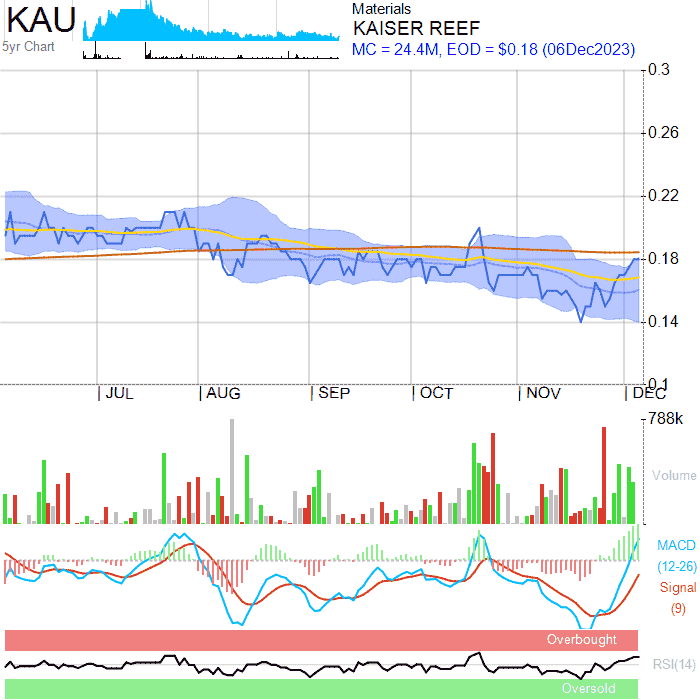 KAU
5yr Chart
Materials
KAISER REEF
MC = 24.4M, EOD = $0.18 (06Dec2023)
0.3
0.26
0.22
0.18
0.14
0.1
JUL AUG SEP OCT NOV DEC
788k
Volume
MACD
(12-26)
Signal
(9)
Overbought
RSI(14)
Oversold